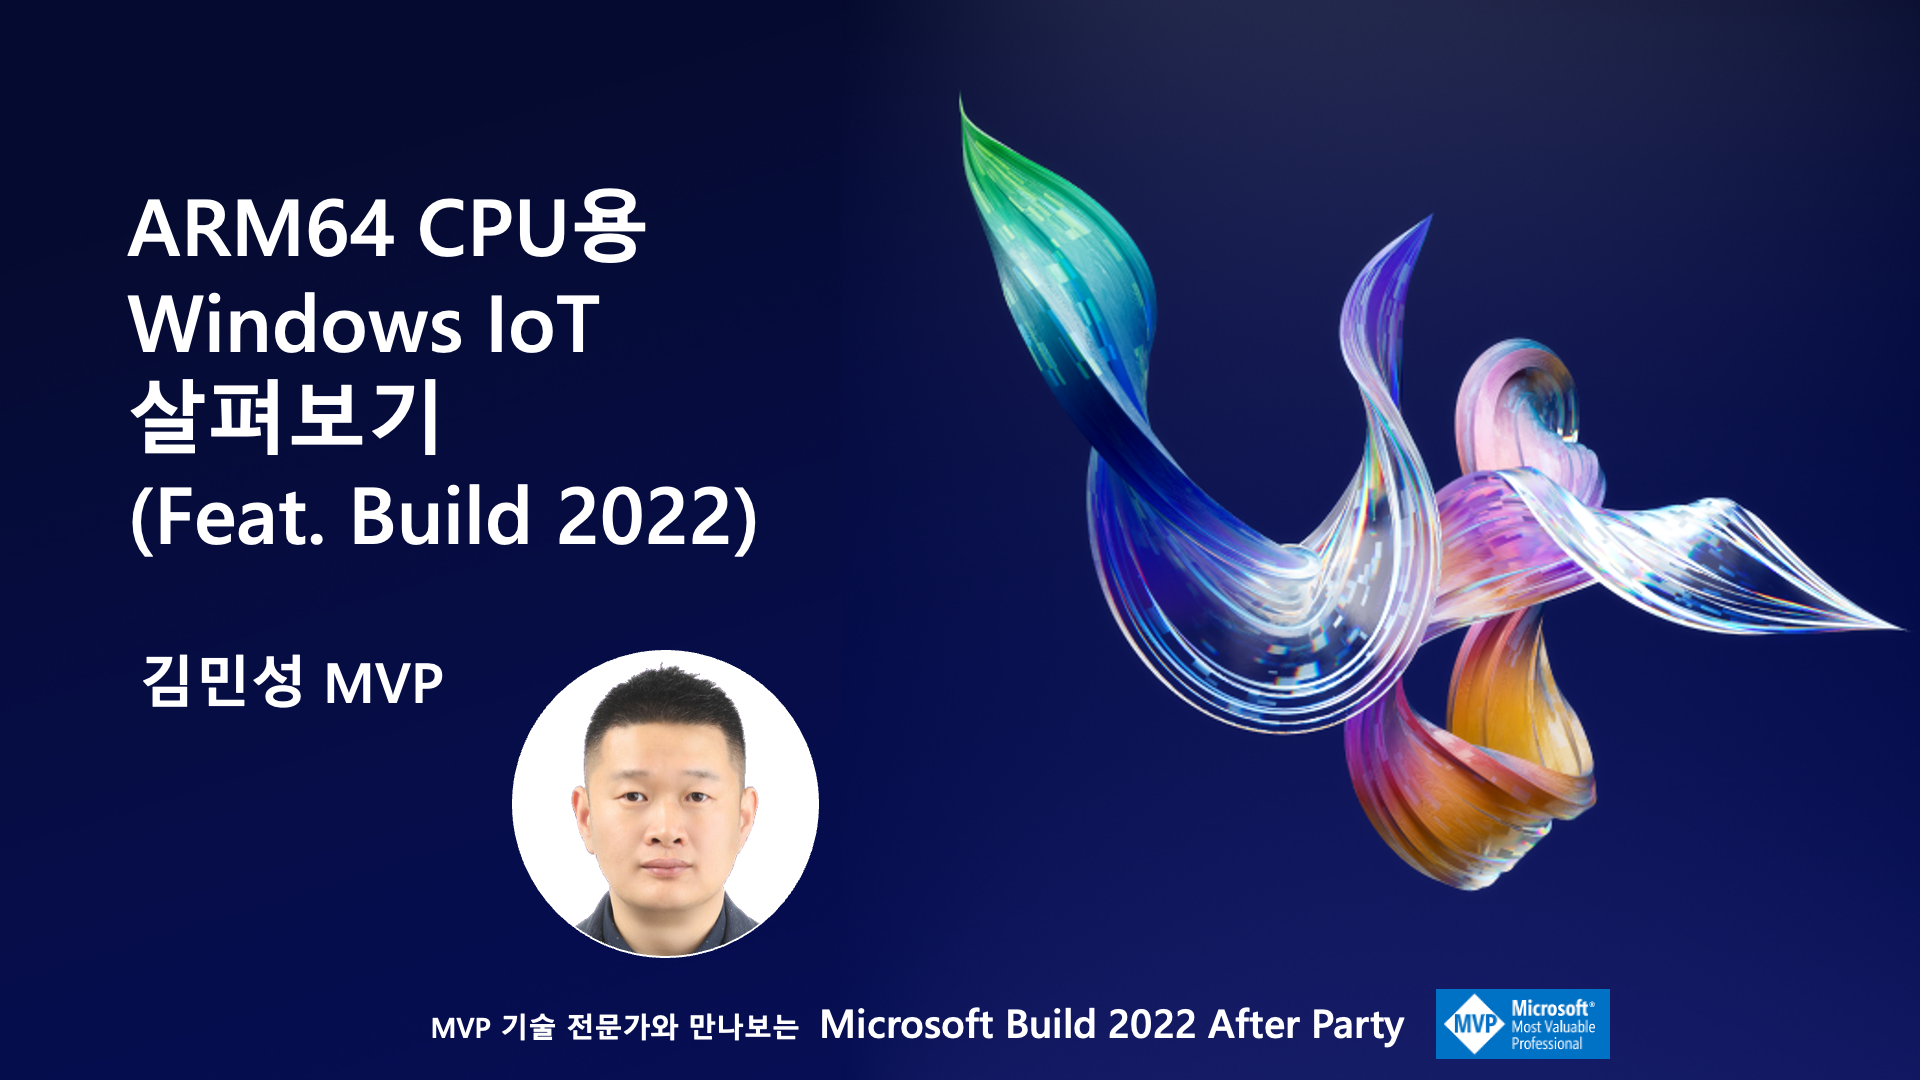 ARM64 CPU용
Windows IoT
살펴보기
(Feat. Build 2022)
김민성 MVP
MVP 기술 전문가와 만나보는 Microsoft Build 2022 After Party
MVP
Microsoft®
Most Valuable
Professional